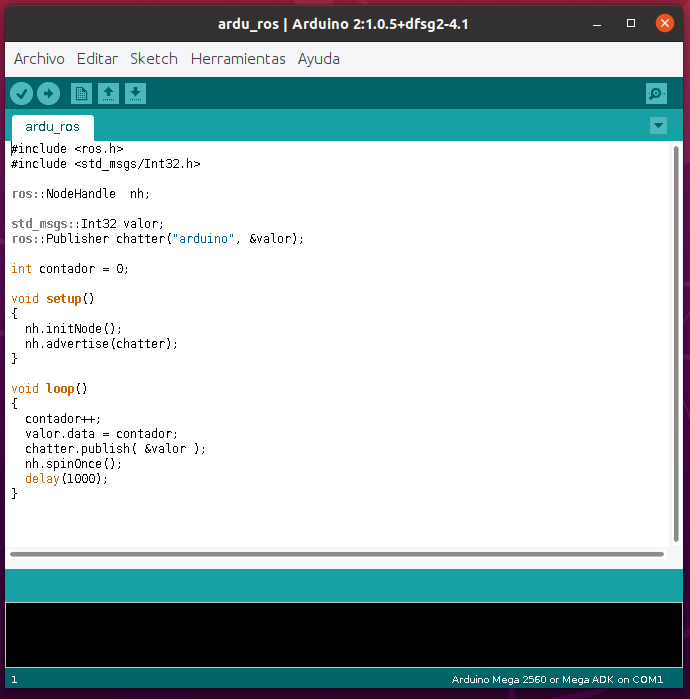 ardu_ros | Arduino 2:1.0.5+dfsg2-4.1
Archivo Editar Sketch Herramientas Ayuda
ardu_ros
#include <ros.h>
#include <std_msgs/Int32.h>
ros::NodeHandle  nh;
std_msgs::Int32 valor;
ros::Publisher chatter("arduino", &valor);
int contador = 0;
void setup()
{
  nh.initNode();
  nh.advertise(chatter);
}
void loop()
{
  contador++;
  valor.data = contador;
  chatter.publish( &valor );
  nh.spinOnce();
  delay(1000);
}
1
Arduino Mega 2560 or Mega ADK on COM1